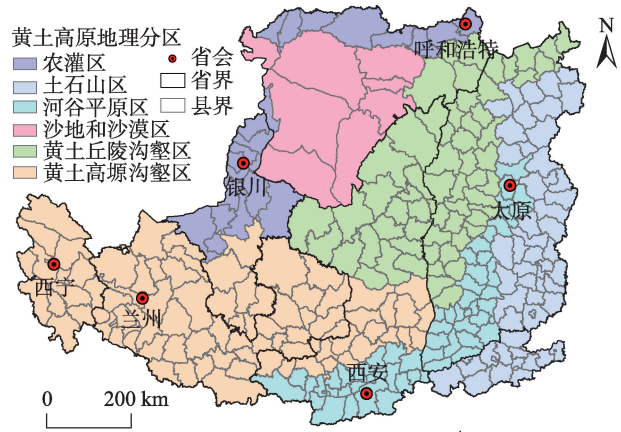 黄土高原地理分区
农灌区
土石山区
河谷平原区
沙地和沙漠区
黄土丘陵沟壑区
黄土高塬沟壑区
省会
省界
县界
N
呼和浩特
银川
太原
西宁
兰州
西安
0 200 km